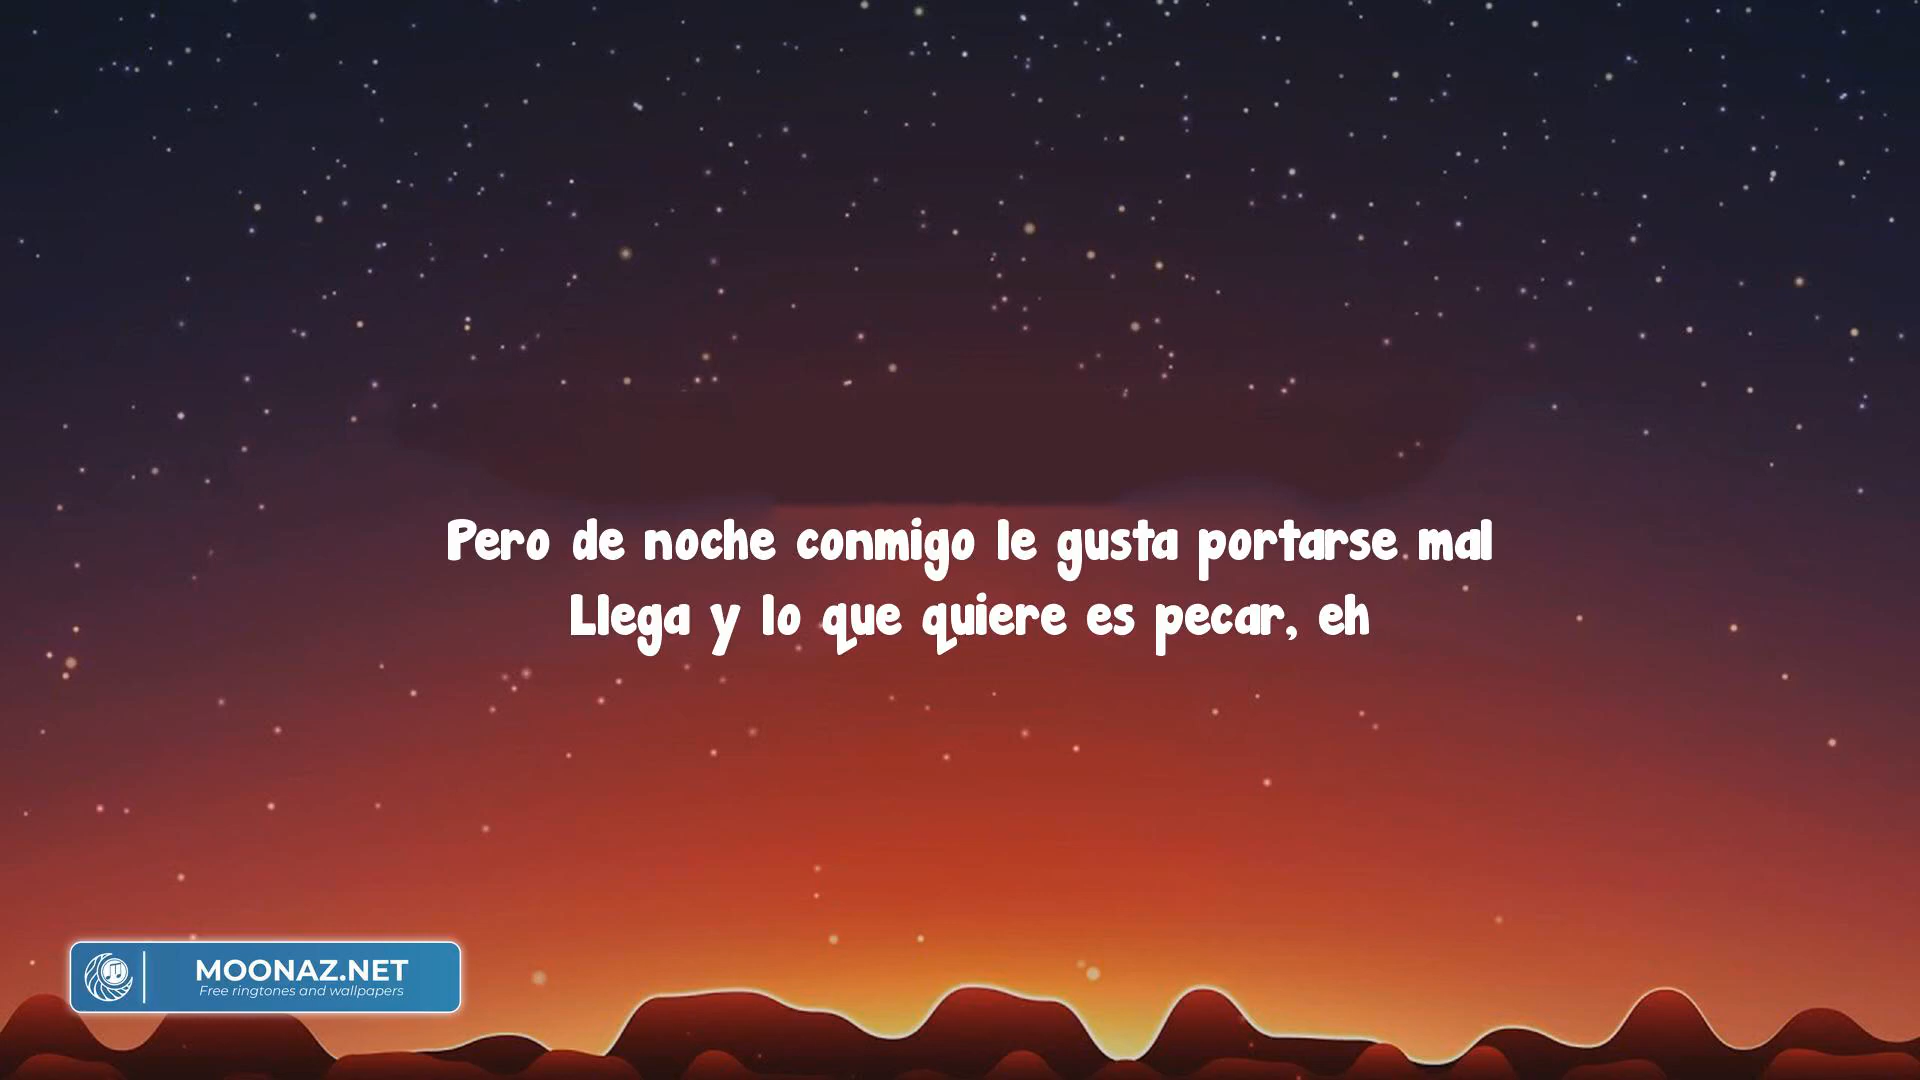 Pero de noche conmigo le gusta portarse mal
Llega y lo que quiere es pecar, eh
MOONAZ.NET
Free ringtones and wallpapers